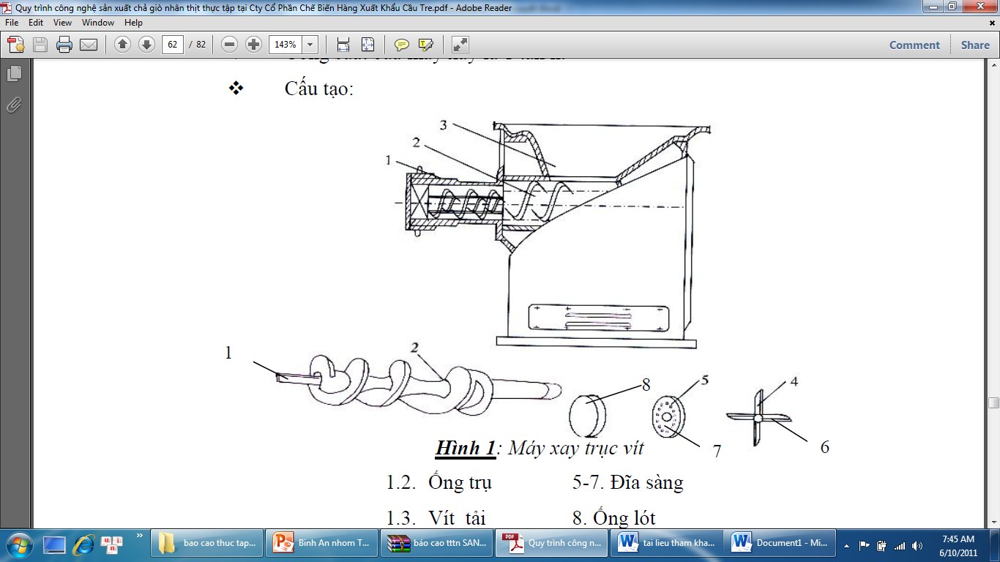 Quy trình công nghệ sản xuất chả giò nhân thịt thực tập tại Cty Cổ Phần Chế Biến Hàng Xuất Khẩu Cầu Tre.pdf - Adobe Reader
File Edit View Window Help
62 / 82 143% Comment Share
Cấu tạo:
3
2
1
1
2
8
5
4
7
6
Hình 1: Máy xay trục vít
1.2. Ống trụ 5-7. Đĩa sàng
1.3. Vít tải 8. Ống lót
bao cao thuc tap... Binh An nhom T... báo cao tttn SAN... Quy trình công n... tai lieu tham kha... Document1 - Mi... 7:45 AM
6/10/2011